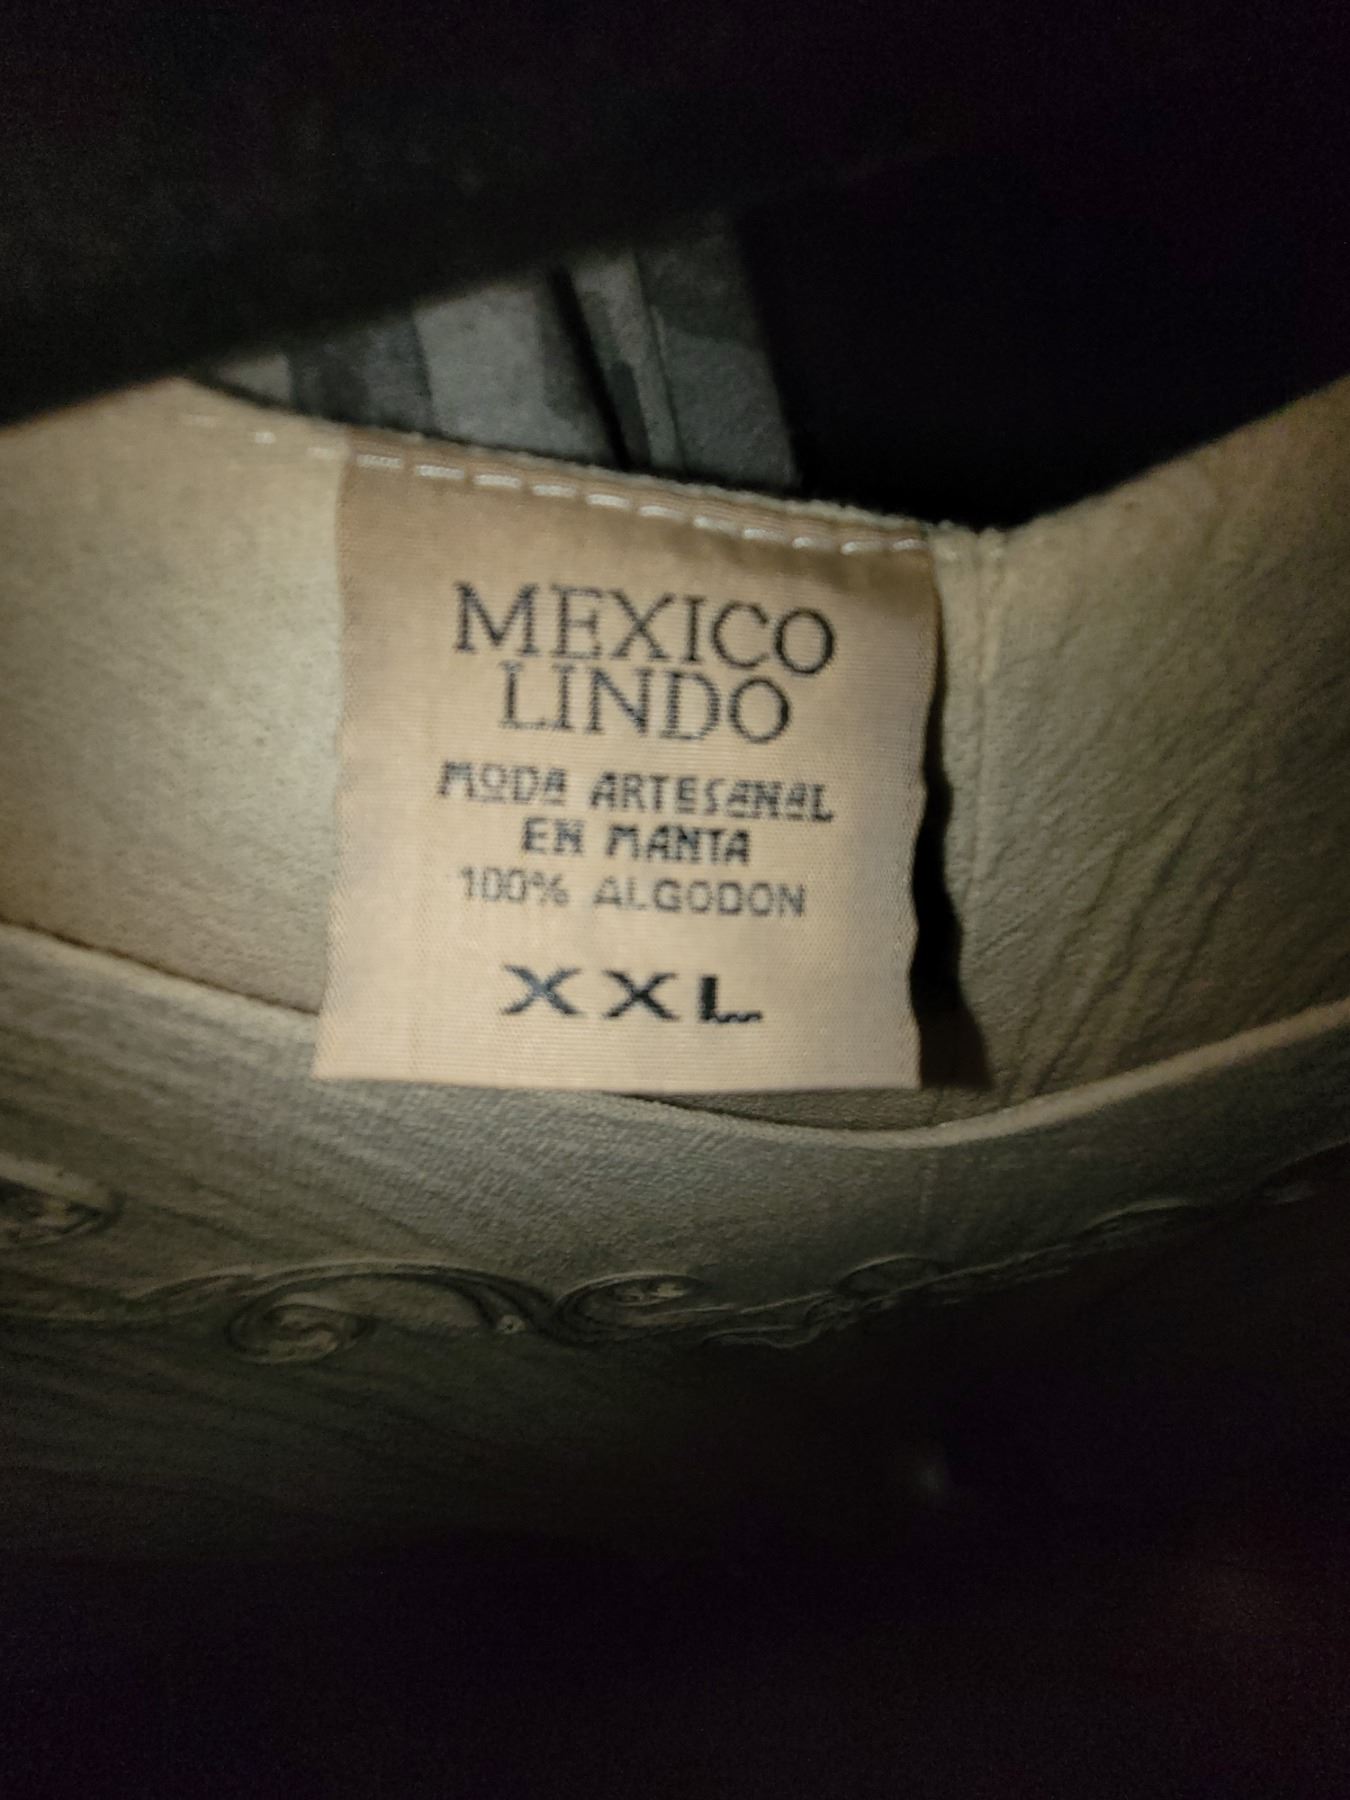 MEXICO
LINDO
MODA ARTESANAL
EN MANTA
100% ALGODON
XXL